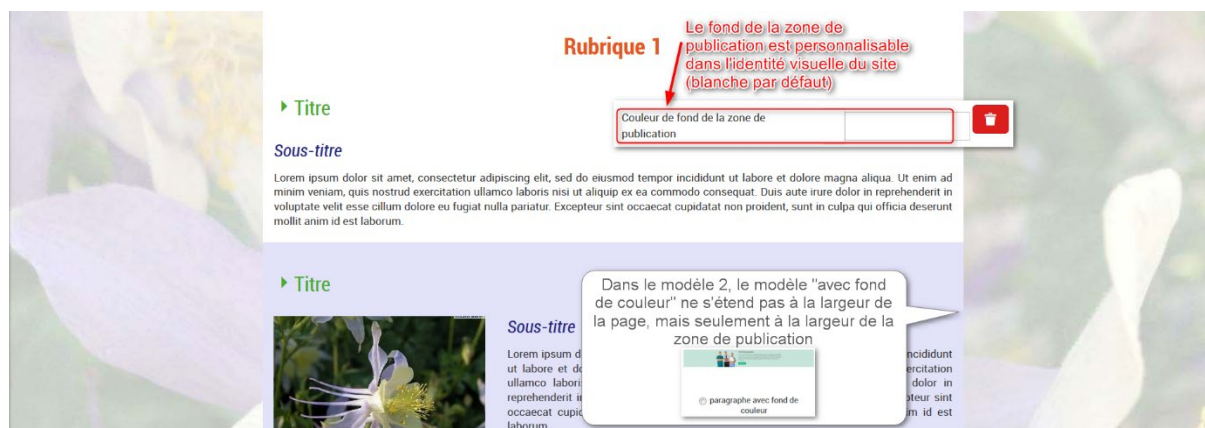 Rubrique 1
Le fond de la zone de
publication est personnalisable
dans l'identité visuelle du site
(blanche par défaut)
Titre
Couleur de fond de la zone de
publication
Sous-titre
Lorem ipsum dolor sit amet, consectetur adipiscing elit, sed do eiusmod tempor incididunt ut labore et dolore magna aliqua. Ut enim ad
minim veniam, quis nostrud exercitation ullamco laboris nisi ut aliquip ex ea commodo consequat. Duis aute irure dolor in reprehenderit in
voluptate velit esse cillum dolore eu fugiat nulla pariatur. Excepteur sint occaecat cupidatat non proident, sunt in culpa qui officia deserunt
mollit anim id est laborum.
Titre
Dans le modèle 2, le modèle "avec fond
de couleur" ne s'étend pas à la largeur de
la page, mais seulement à la largeur de la
zone de publication
paragraphe avec fond de
couleur
Sous-titre
Lorem ipsum d ncididunt
ut labore et do ercitation
ullamco labori dolor in
reprehenderit i pteur sint
occaecat cupid m id est
laborum.